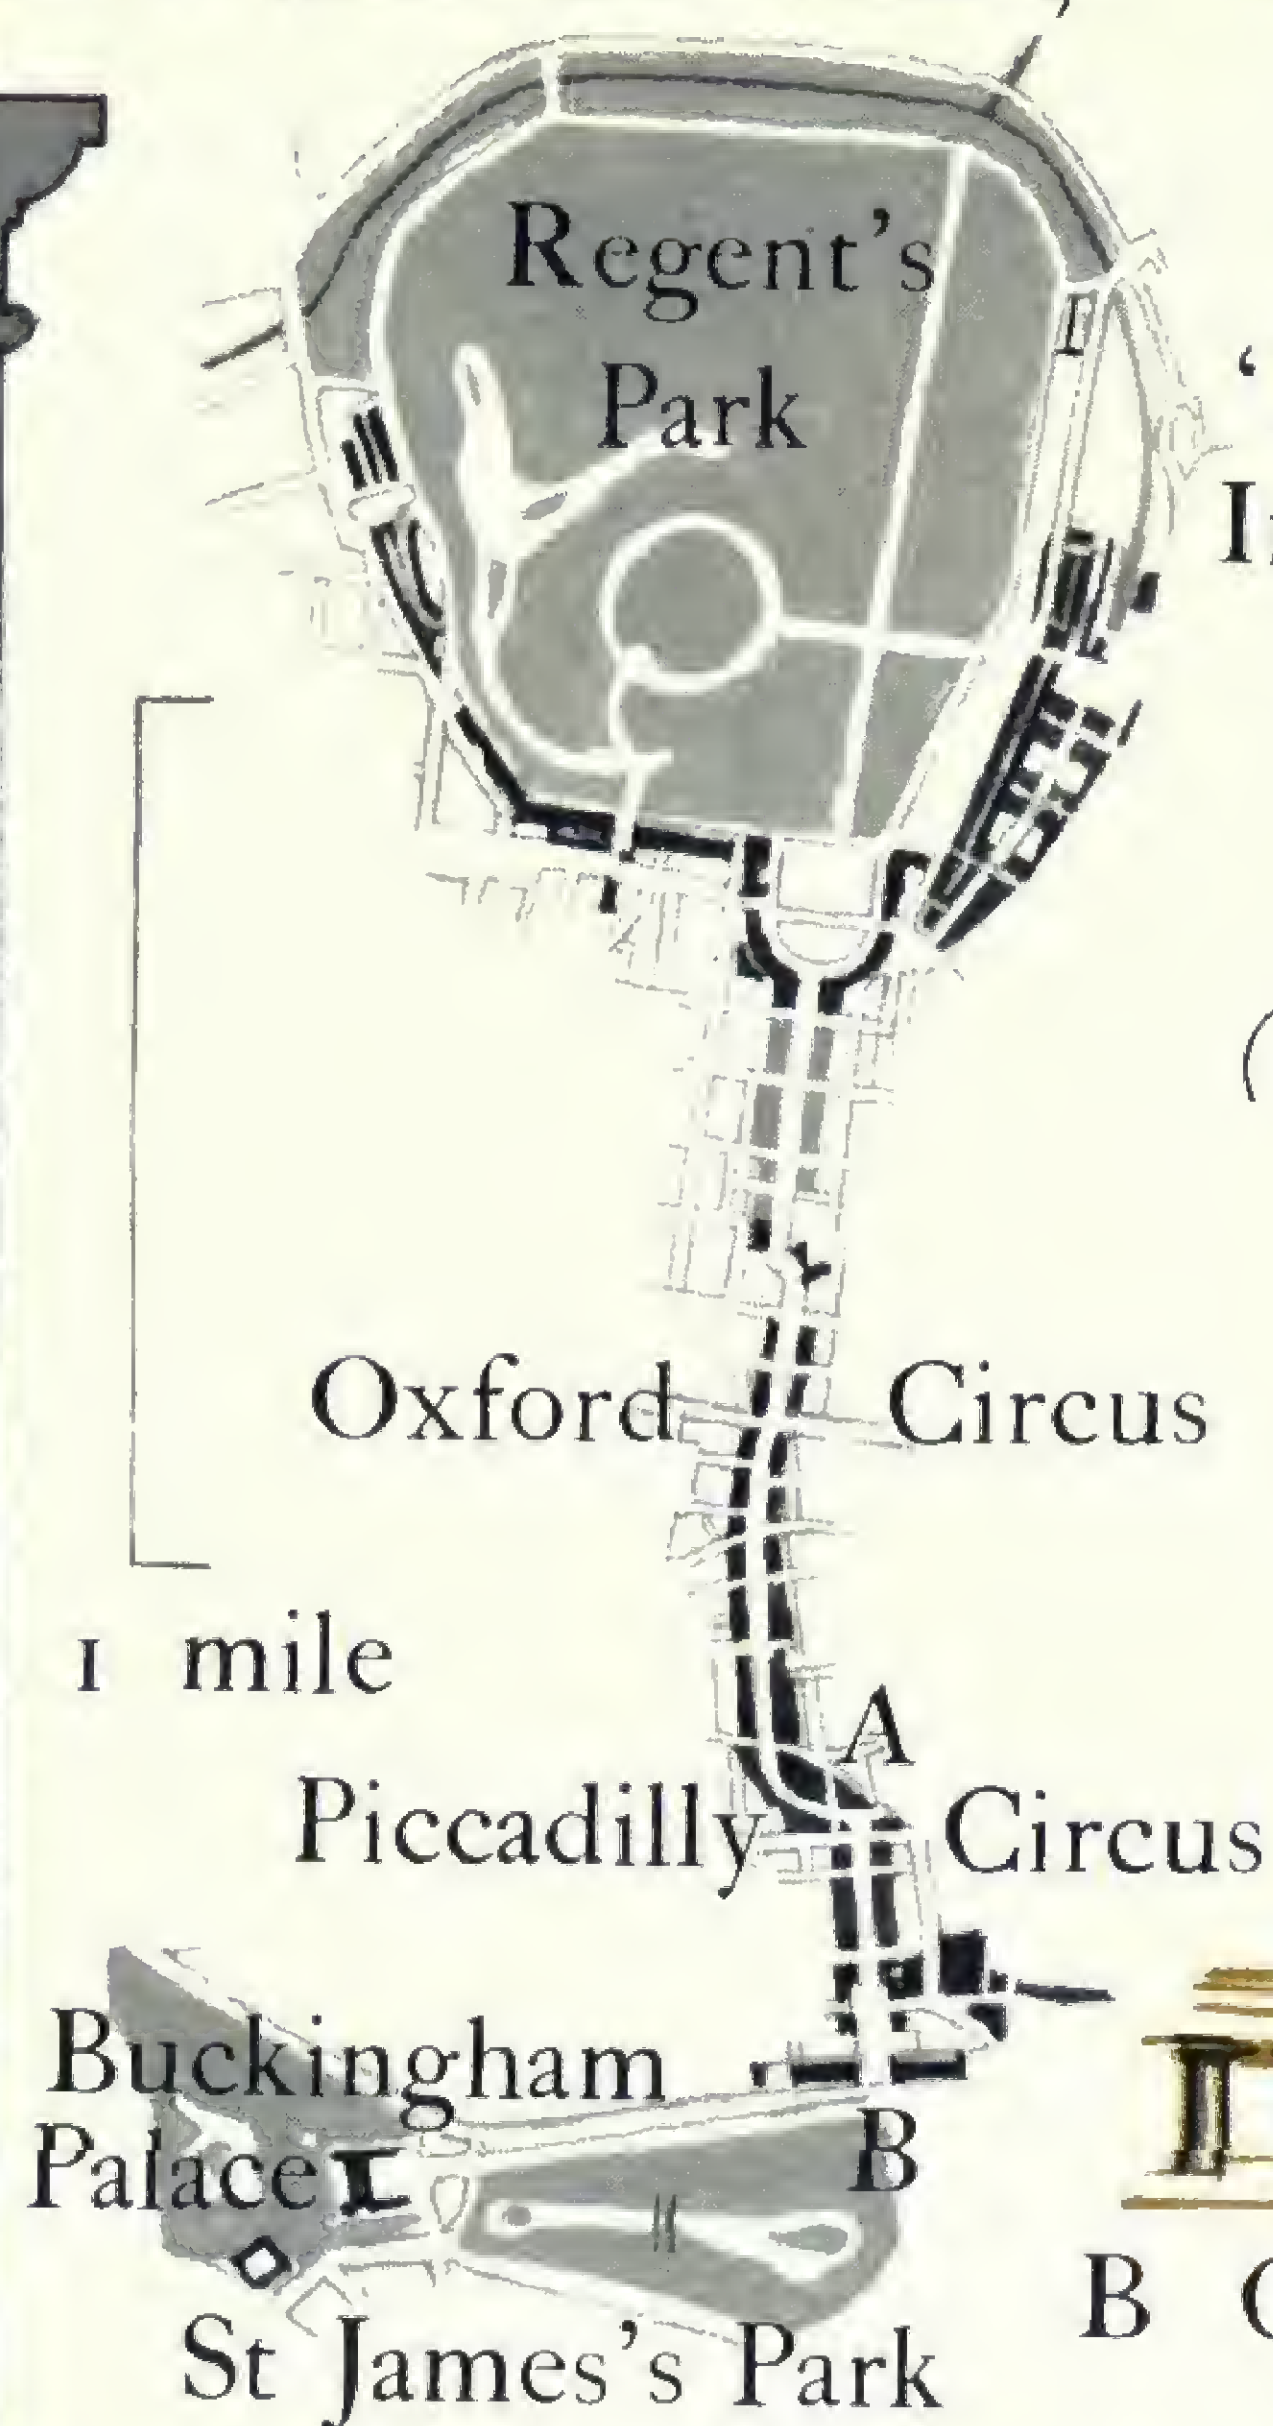 Regent's
Park
Oxford Circus
1 mile
A
Piccadilly Circus
Buckingham
Palace
B
B
St James's Park